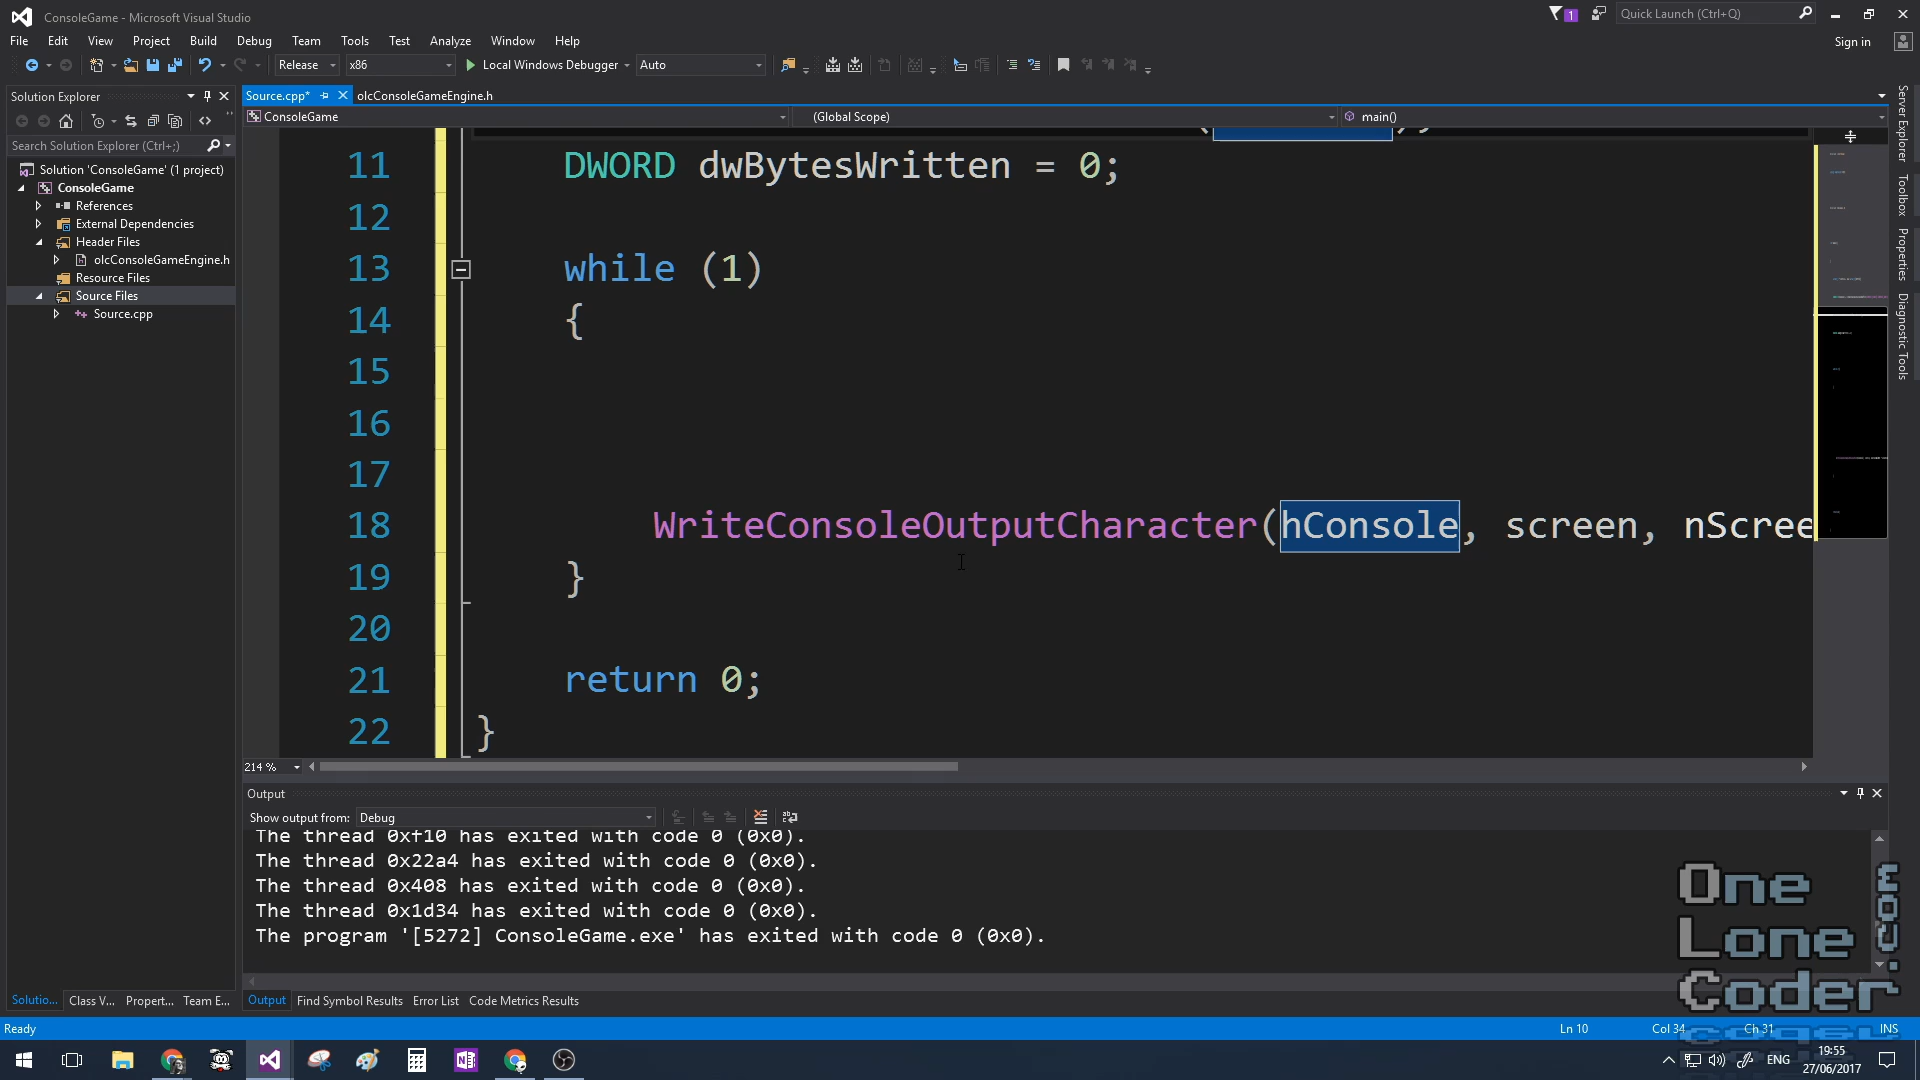 ConsoleGame - Microsoft Visual Studio
1
Quick Launch (Ctrl+Q)
File Edit View Project Build Debug Team Tools Test Analyze Window Help
Sign in
Release x86 Local Windows Debugger Auto
Solution Explorer
Source.cpp* olcConsoleGameEngine.h
ConsoleGame (Global Scope) main()
Search Solution Explorer (Ctrl+;)
Solution 'ConsoleGame' (1 project)
ConsoleGame
References
External Dependencies
Header Files
olcConsoleGameEngine.h
Resource Files
Source Files
Source.cpp
11 DWORD dwBytesWritten = 0;
12
13 while (1)
14 {
15
16
17
18 WriteConsoleOutputCharacter(hConsole, screen, nScree
19 }
20
21 return 0;
22 }
Server Explorer
Toolbox
Properties
Diagnostic Tools
214 %
Output
Show output from: Debug
The thread 0xf10 has exited with code 0 (0x0).
The thread 0x22a4 has exited with code 0 (0x0).
The thread 0x408 has exited with code 0 (0x0).
The thread 0x1d34 has exited with code 0 (0x0).
The program '[5272] ConsoleGame.exe' has exited with code 0 (0x0).
Solutio... Class V... Propert... Team E...
Output Find Symbol Results Error List Code Metrics Results
One
Lone
Coder
Ready
Ln 10 Col 34 Ch 31 INS
ENG
19:55
27/06/2017